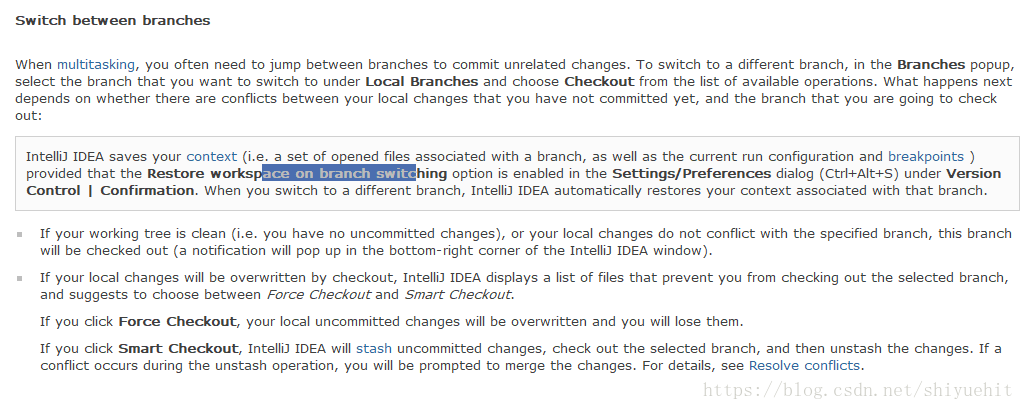 Switch between branches
When multitasking, you often need to jump between branches to commit unrelated changes. To switch to a different branch, in the Branches popup,
select the branch that you want to switch to under Local Branches and choose Checkout from the list of available operations. What happens next
depends on whether there are conflicts between your local changes that you have not committed yet, and the branch that you are going to check
out:
IntelliJ IDEA saves your context (i.e. a set of opened files associated with a branch, as well as the current run configuration and breakpoints )
provided that the Restore workspace on branch switching option is enabled in the Settings/Preferences dialog (Ctrl+Alt+S) under Version
Control | Confirmation. When you switch to a different branch, IntelliJ IDEA automatically restores your context associated with that branch.
If your working tree is clean (i.e. you have no uncommitted changes), or your local changes do not conflict with the specified branch, this branch
will be checked out (a notification will pop up in the bottom-right corner of the IntelliJ IDEA window).
If your local changes will be overwritten by checkout, IntelliJ IDEA displays a list of files that prevent you from checking out the selected branch,
and suggests to choose between Force Checkout and Smart Checkout.
If you click Force Checkout, your local uncommitted changes will be overwritten and you will lose them.
If you click Smart Checkout, IntelliJ IDEA will stash uncommitted changes, check out the selected branch, and then unstash the changes. If a
conflict occurs during the unstash operation, you will be prompted to merge the changes. For details, see Resolve conflicts.
https://blog.csdn.net/shiyuehit